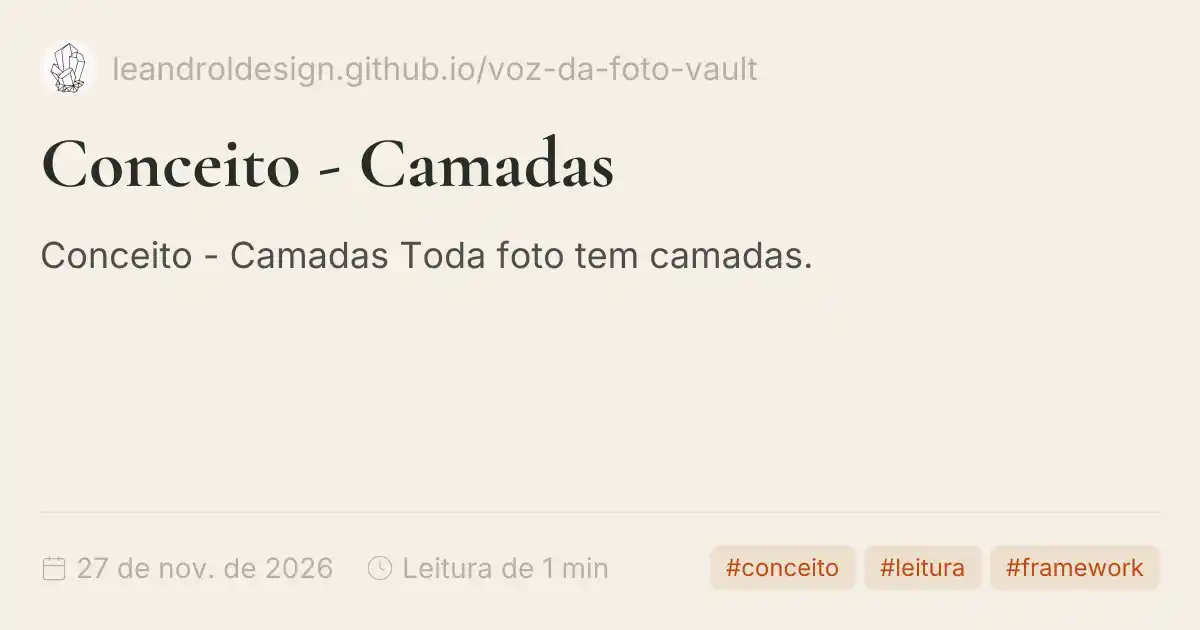 leandroldesign.github.io/voz-da-foto-vault
Conceito - Camadas
Conceito - Camadas Toda foto tem camadas.
27 de nov. de 2026 Leitura de 1 min #conceito #leitura #framework